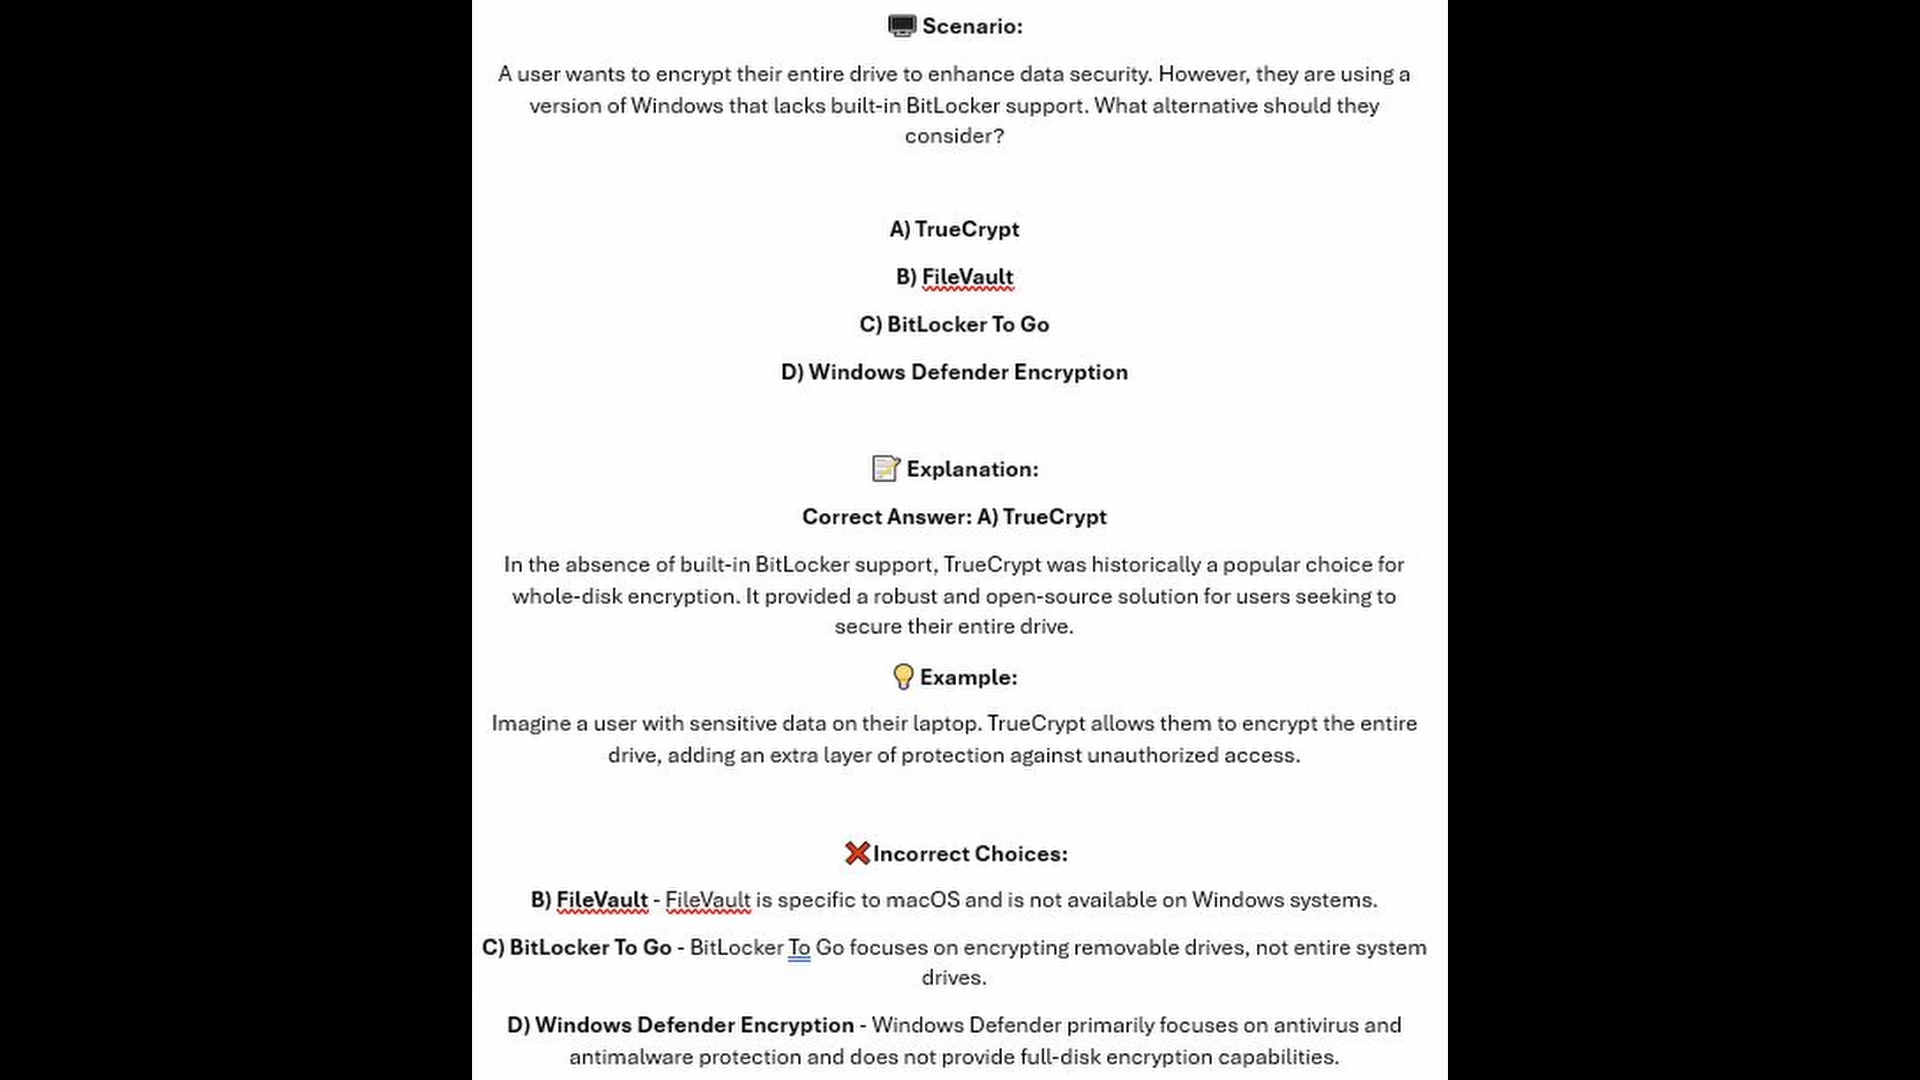 Scenario:
A user wants to encrypt their entire drive to enhance data security. However, they are using a
version of Windows that lacks built-in BitLocker support. What alternative should they
consider?
A) TrueCrypt
B) FileVault
C) BitLocker To Go
D) Windows Defender Encryption
Explanation:
Correct Answer: A) TrueCrypt
In the absence of built-in BitLocker support, TrueCrypt was historically a popular choice for
whole-disk encryption. It provided a robust and open-source solution for users seeking to
secure their entire drive.
Example:
Imagine a user with sensitive data on their laptop. TrueCrypt allows them to encrypt the entire
drive, adding an extra layer of protection against unauthorized access.
Incorrect Choices:
B) FileVault - FileVault is specific to macOS and is not available on Windows systems.
C) BitLocker To Go - BitLocker To Go focuses on encrypting removable drives, not entire system
drives.
D) Windows Defender Encryption - Windows Defender primarily focuses on antivirus and
antimalware protection and does not provide full-disk encryption capabilities.